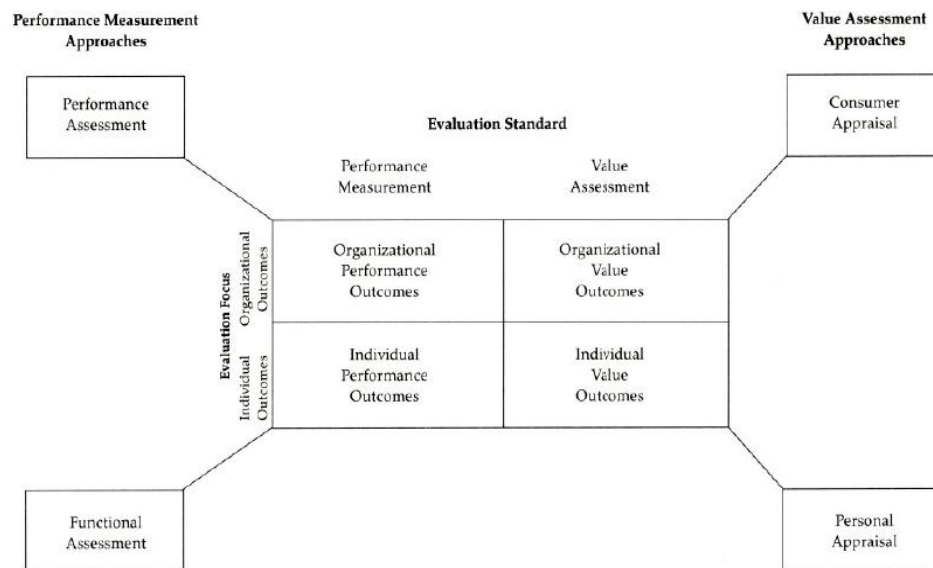 Performance Measurement
Approaches
Value Assessment
Approaches
Performance
Assessment
Consumer
Appraisal
Evaluation Standard
Performance
Measurement
Value
Assessment
Evaluation Focus
Organizational
Outcomes
Organizational
Performance
Outcomes
Organizational
Value
Outcomes
Individual
Outcomes
Individual
Performance
Outcomes
Individual
Value
Outcomes
Functional
Assessment
Personal
Appraisal